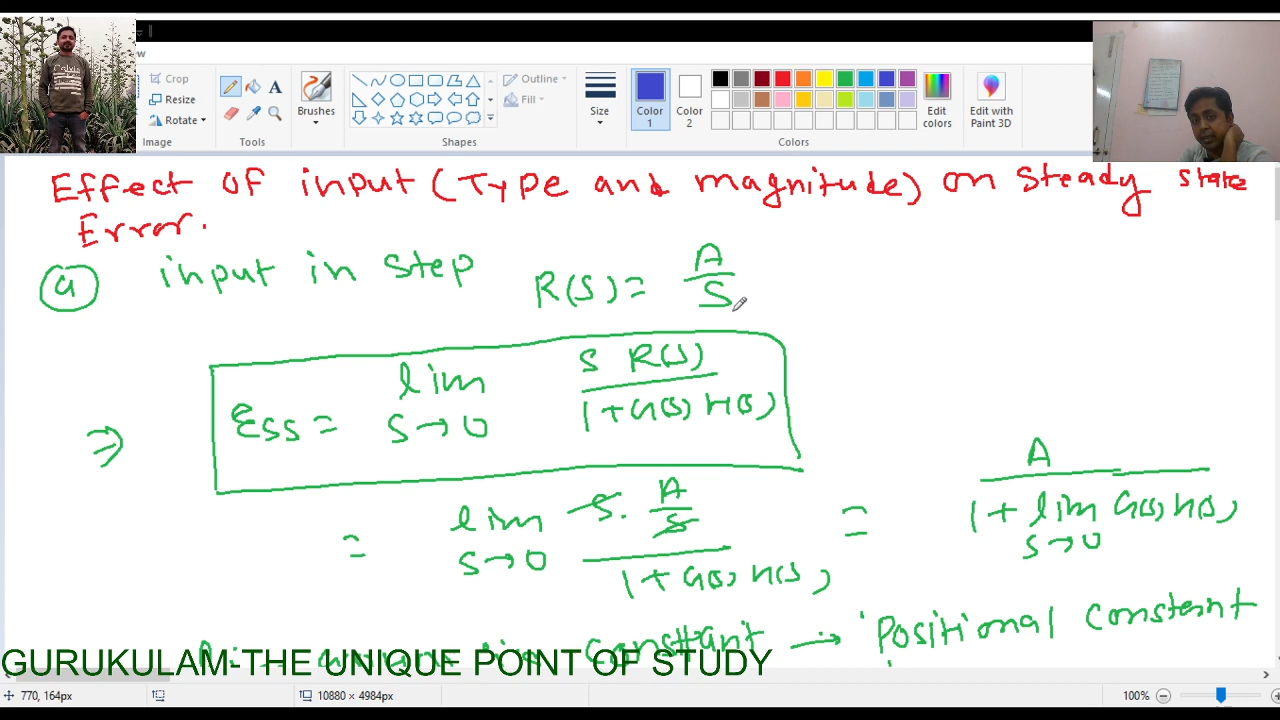 Crop
Resize
Rotate
Image
Tools
Brushes
Outline
Fill
Shapes
Size
Color 1
Color 2
Edit colors
Edit with Paint 3D
Colors
Effect of input (Type and magnitude) on Steady state
Error.
a input in step R(S) = A/S
⇒ Ess = lim S→0 S R(S) / 1+G(S) H(S)
= lim S→0 S. A/S / 1+G(S) H(S) = A / 1+ lim S→0 G(S) H(S)
constant → Positional constant
GURUKULAM-THE UNIQUE POINT OF STUDY
770, 164px
10880 × 4984px
100%